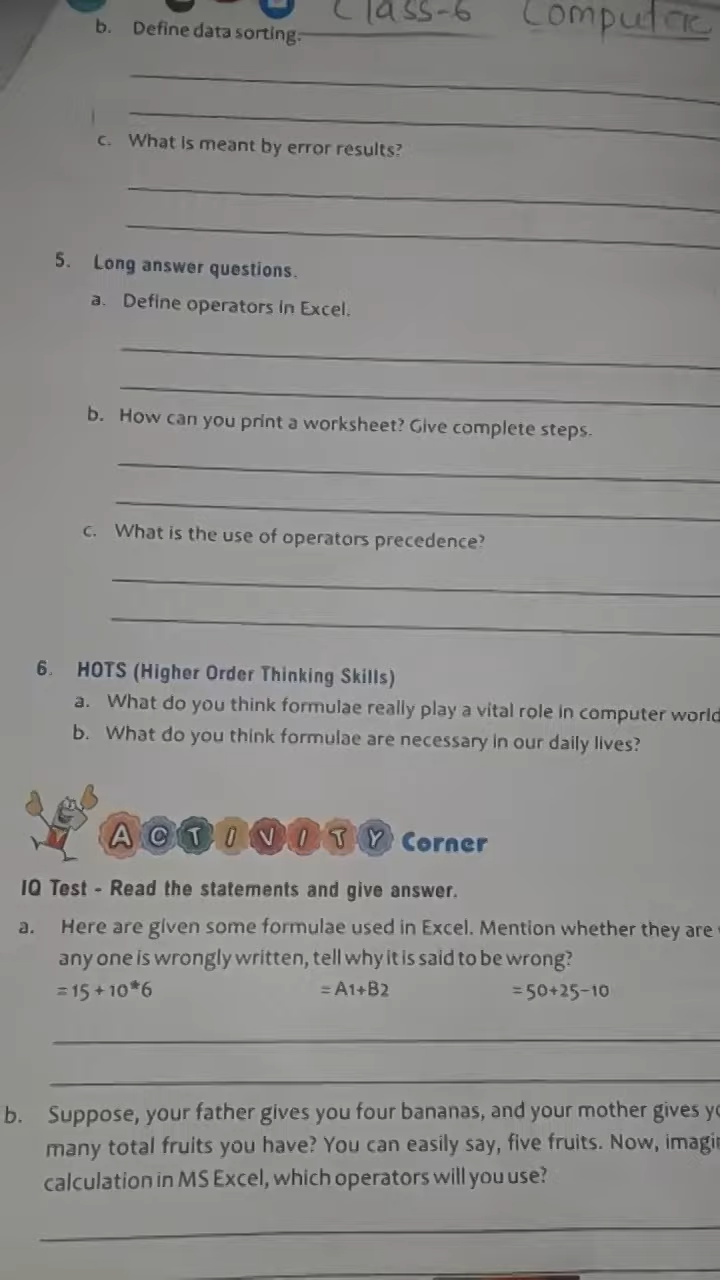 Class-6 Computer
b. Define data sorting.
c. What is meant by error results?
5. Long answer questions.
a. Define operators in Excel.
b. How can you print a worksheet? Give complete steps.
c. What is the use of operators precedence?
6. HOTS (Higher Order Thinking Skills)
a. What do you think formulae really play a vital role in computer world
b. What do you think formulae are necessary in our daily lives?
ACTIVITY Corner
IQ Test - Read the statements and give answer.
a. Here are given some formulae used in Excel. Mention whether they are
any one is wrongly written, tell why it is said to be wrong?
=15+10*6 =A1+B2 =50+25-10
b. Suppose, your father gives you four bananas, and your mother gives
many total fruits you have? You can easily say, five fruits. Now,
calculation in MS Excel, which operators will you use?